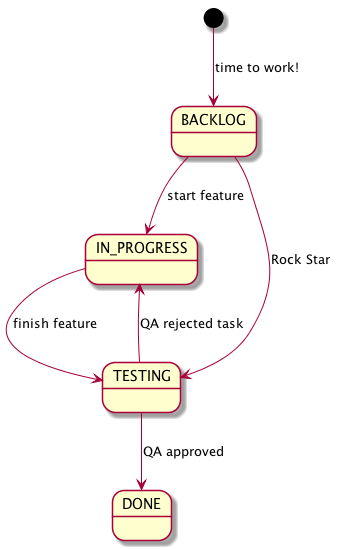 time to work!
BACKLOG
start feature
IN_PROGRESS
Rock Star
finish feature
QA rejected task
TESTING
QA approved
DONE